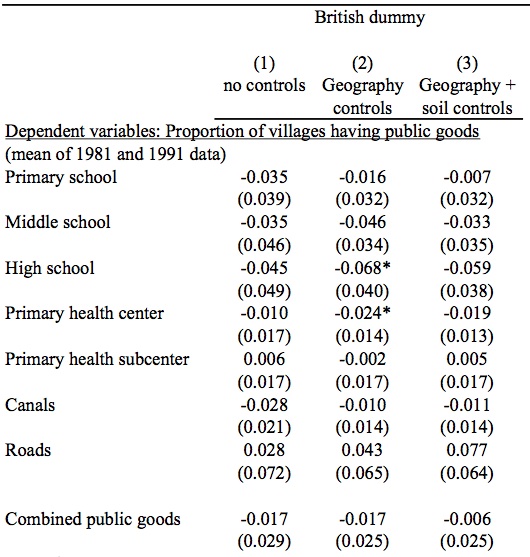 British dummy
(1) (2) (3)
no controls Geography Geography +
controls soil controls
Dependent variables: Proportion of villages having public goods
(mean of 1981 and 1991 data)
Primary school -0.035 -0.016 -0.007
(0.039) (0.032) (0.032)
Middle school -0.035 -0.046 -0.033
(0.046) (0.034) (0.035)
High school -0.045 -0.068* -0.059
(0.049) (0.040) (0.038)
Primary health center -0.010 -0.024* -0.019
(0.017) (0.014) (0.013)
Primary health subcenter 0.006 -0.002 0.005
(0.017) (0.017) (0.017)
Canals -0.028 -0.010 -0.011
(0.021) (0.014) (0.014)
Roads 0.028 0.043 0.077
(0.072) (0.065) (0.064)
Combined public goods -0.017 -0.017 -0.006
(0.029) (0.025) (0.025)